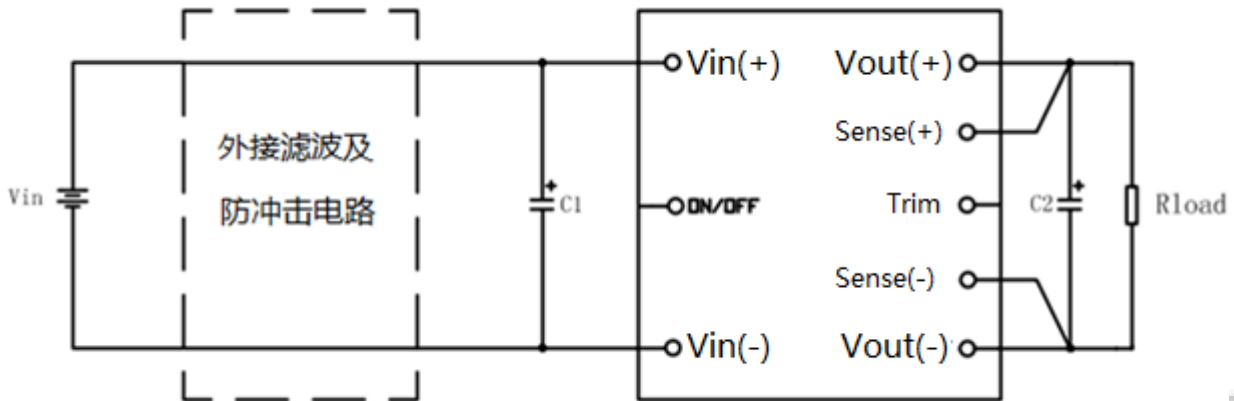 Vin(+)
Vout(+)
外接滤波及
Sense(+)
Vin
防冲击电路
C1
ON/OFF
Trim
C2
Rload
Sense(-)
Vin(-)
Vout(-)